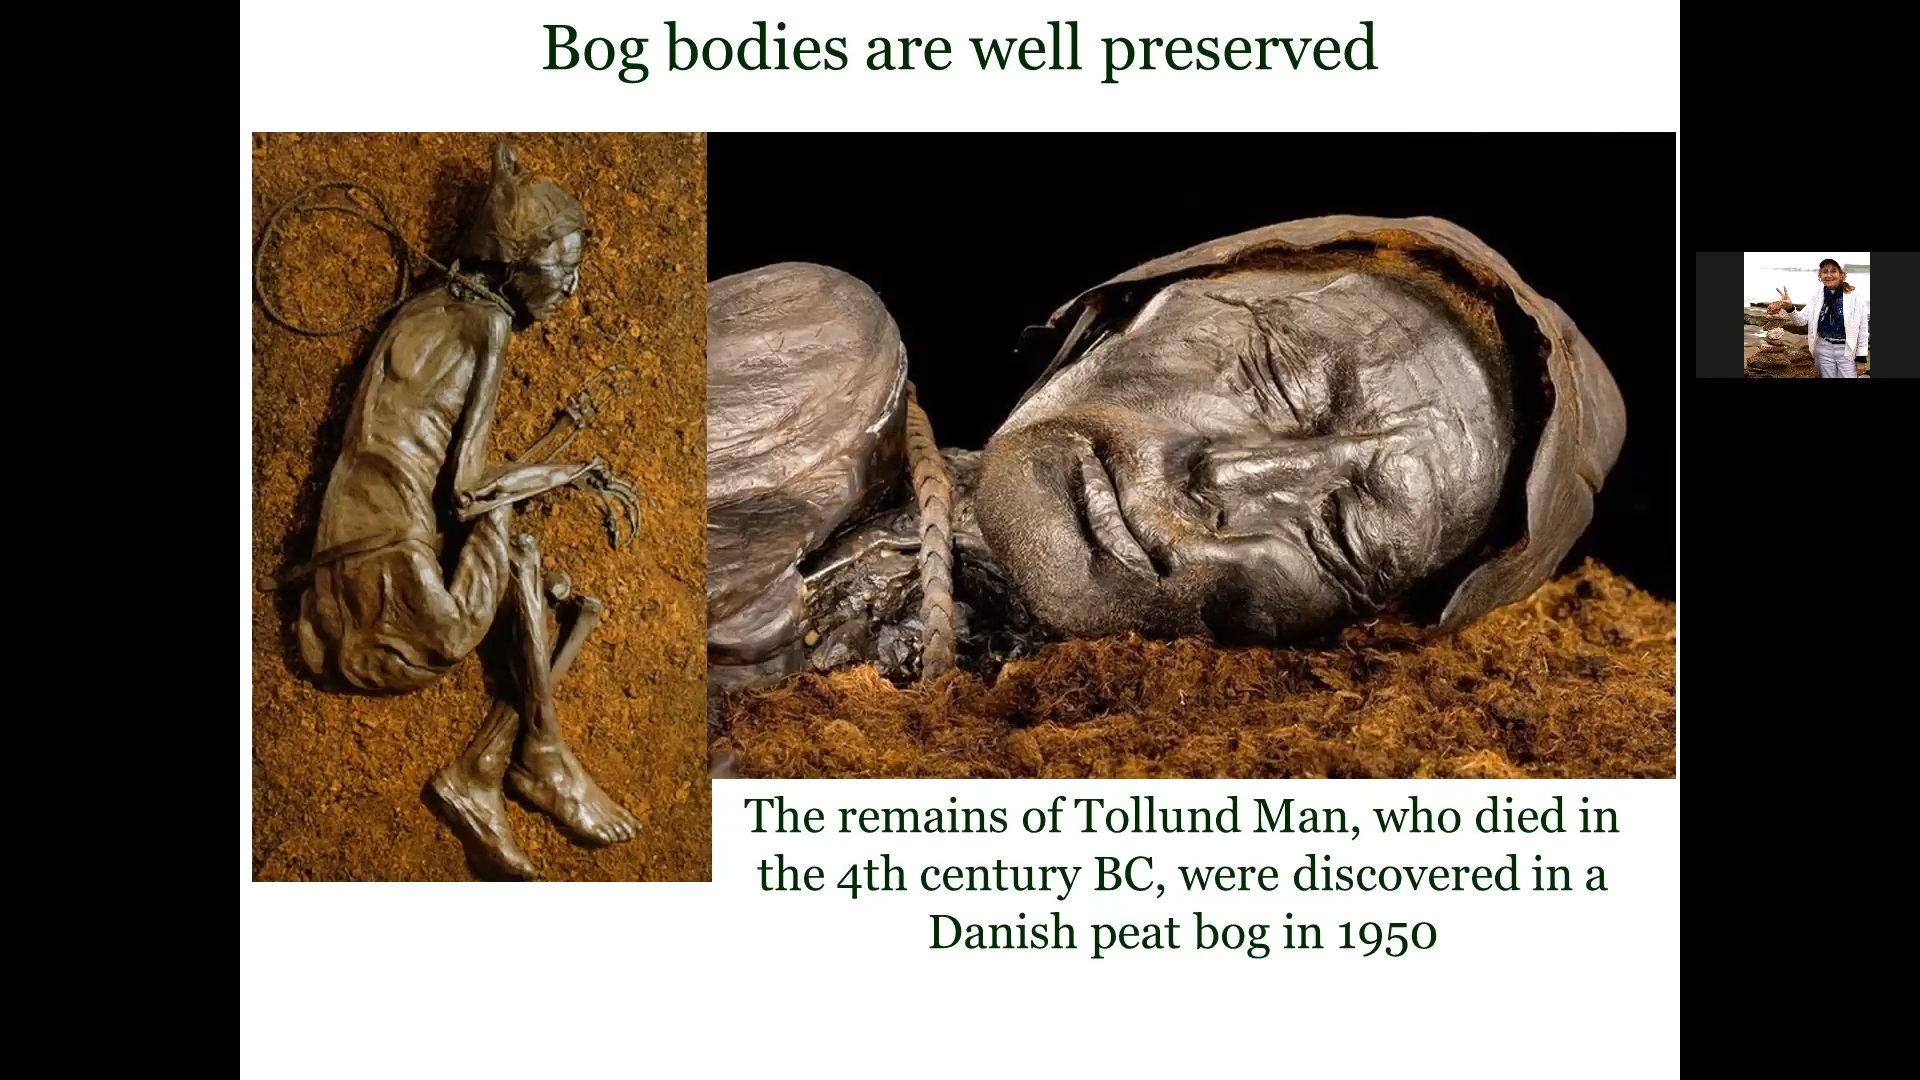 Bog bodies are well preserved
The remains of Tollund Man, who died in
the 4th century BC, were discovered in a
Danish peat bog in 1950